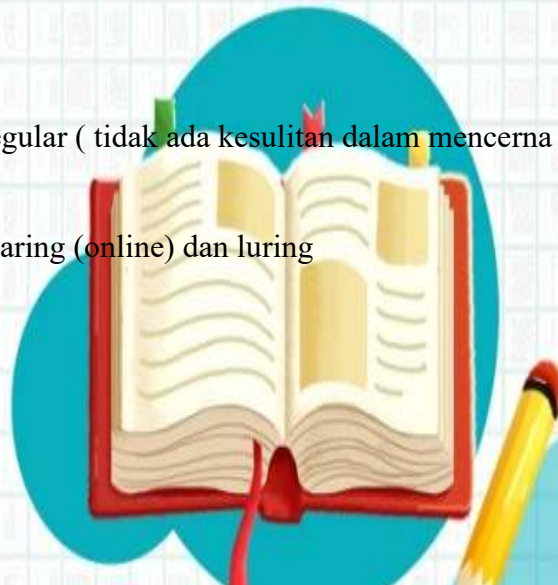 egular ( tidak ada kesulitan dalam mencerna
aring (online) dan luring